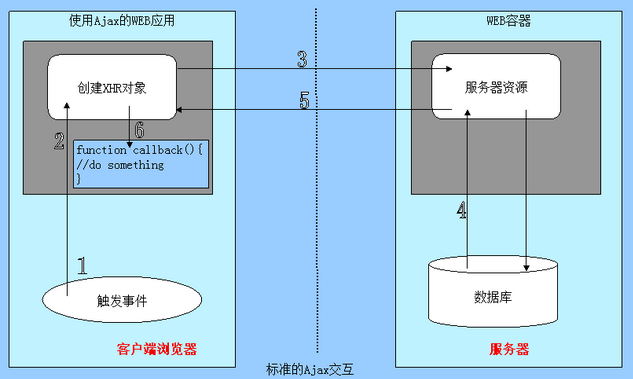 使用Ajax的WEB应用
WEB容器
创建XHR对象
3
服务器资源
5
2
6
function callback(){
//do something
}
4
1
触发事件
数据库
客户端浏览器
服务器
标准的Ajax交互